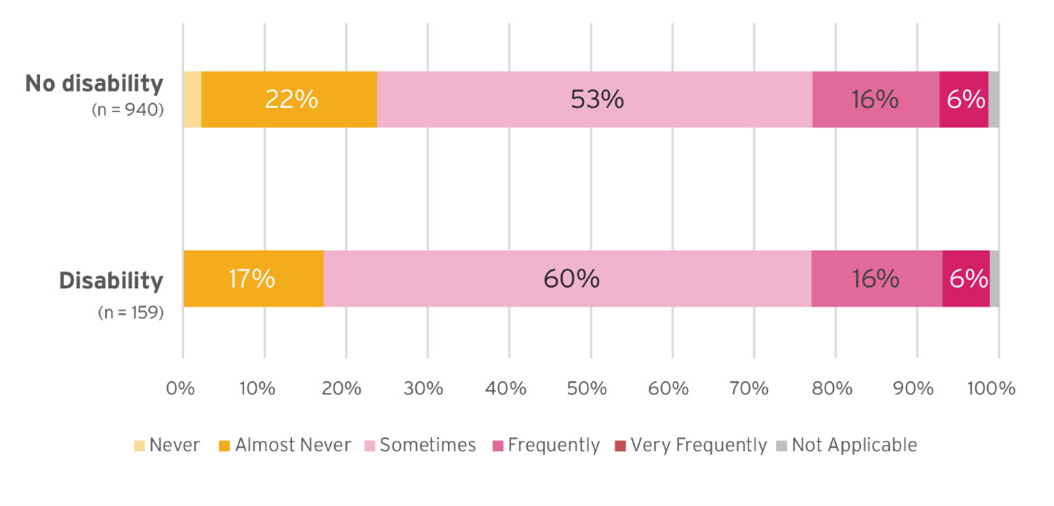 No disability
(n = 940)
22% 53% 16% 6%
Disability
(n = 159)
17% 60% 16% 6%
0% 10% 20% 30% 40% 50% 60% 70% 80% 90% 100%
Never Almost Never Sometimes Frequently Very Frequently Not Applicable